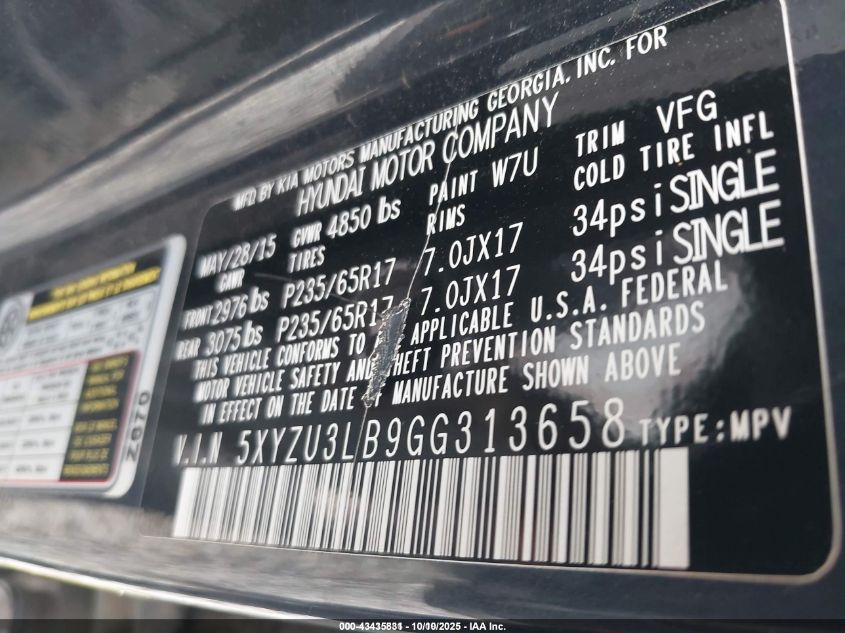 MFD BY KIA MOTORS MANUFACTURING GEORGIA, INC. FOR
HYUNDAI MOTOR COMPANY
MAY/28/15 GVWR 4850 lbs PAINT W7U TRIM VFG
GAWR TIRES RIMS COLD TIRE INFL
FRONT 2976 lbs P235/65R17 7.0JX17 34psi SINGLE
REAR 3075 lbs P235/65R17 7.0JX17 34psi SINGLE
THIS VEHICLE CONFORMS TO APPLICABLE U.S.A. FEDERAL
MOTOR VEHICLE SAFETY AND THEFT PREVENTION STANDARDS
IN EFFECT ON THE DATE OF MANUFACTURE SHOWN ABOVE
V.I.N 5XYZU3LB9GG313658 TYPE:MPV
Z070
000-43435831 - 10/10/2025 - IAA Inc.